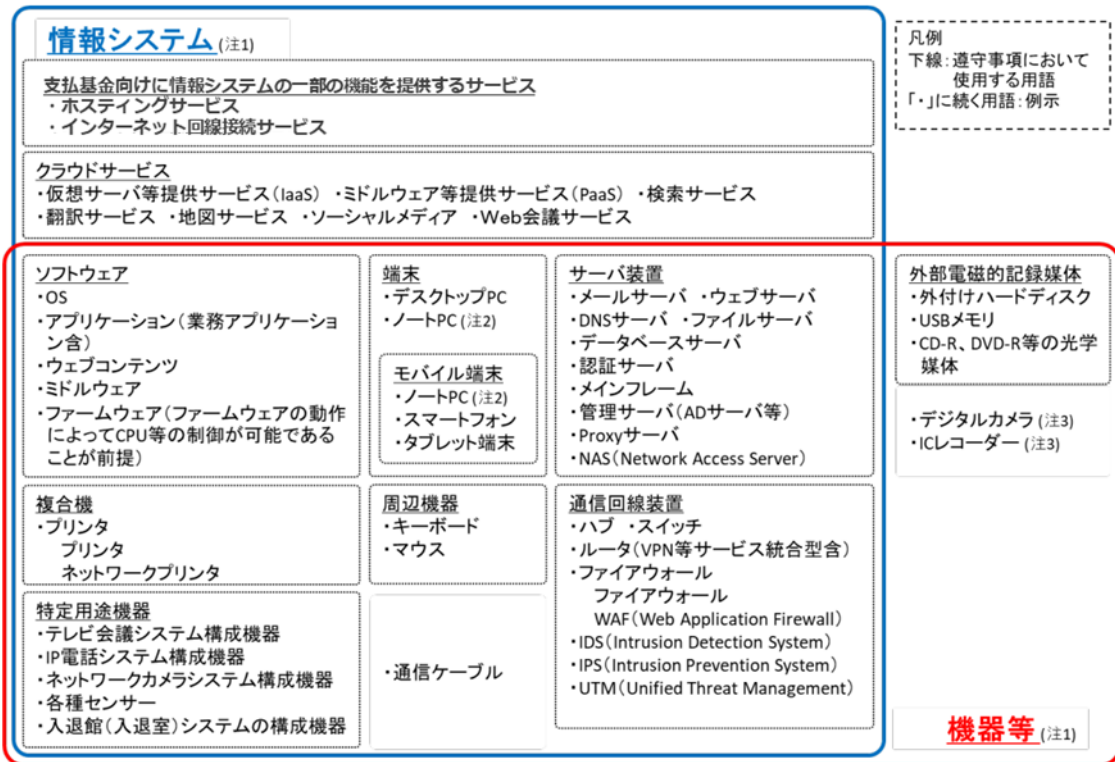 情報システム(注1)
凡例
下線：遵守事項において
使用する用語
「・」に続く用語：例示
支払基金向けに情報システムの一部の機能を提供するサービス
・ホスティングサービス
・インターネット回線接続サービス
クラウドサービス
・仮想サーバ等提供サービス(IaaS) ・ミドルウェア等提供サービス(PaaS) ・検索サービス
・翻訳サービス ・地図サービス ・ソーシャルメディア ・Web会議サービス
ソフトウェア
・OS
・アプリケーション(業務アプリケーショ
ン含)
・ウェブコンテンツ
・ミドルウェア
・ファームウェア(ファームウェアの動作
によってCPU等の制御が可能である
ことが前提)
端末
・デスクトップPC
・ノートPC(注2)
モバイル端末
・ノートPC(注2)
・スマートフォン
・タブレット端末
サーバ装置
・メールサーバ ・ウェブサーバ
・DNSサーバ ・ファイルサーバ
・データベースサーバ
・認証サーバ
・メインフレーム
・管理サーバ(ADサーバ等)
・Proxyサーバ
・NAS(Network Access Server)
外部電磁的記録媒体
・外付けハードディスク
・USBメモリ
・CD-R、DVD-R等の光学
媒体
・デジタルカメラ(注3)
・ICレコーダー(注3)
複合機
・プリンタ
プリンタ
ネットワークプリンタ
周辺機器
・キーボード
・マウス
通信回線装置
・ハブ ・スイッチ
・ルータ(VPN等サービス統合型含)
・ファイアウォール
ファイアウォール
WAF(Web Application Firewall)
・IDS(Intrusion Detection System)
・IPS(Intrusion Prevention System)
・UTM(Unified Threat Management)
特定用途機器
・テレビ会議システム構成機器
・IP電話システム構成機器
・ネットワークカメラシステム構成機器
・各種センサー
・入退館(入退室)システムの構成機器
・通信ケーブル
機器等(注1)